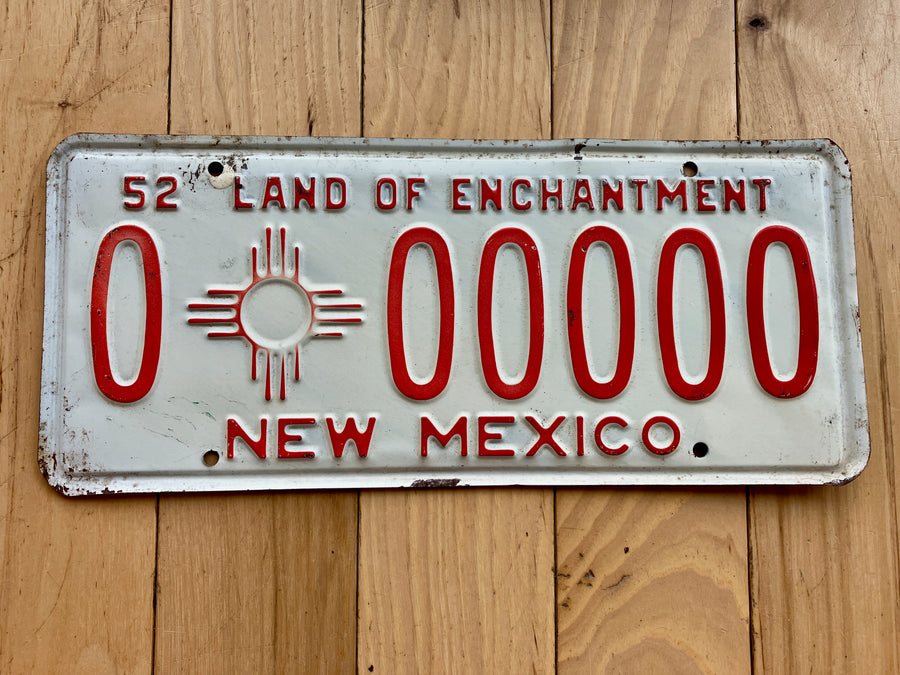 52 LAND OF ENCHANTMENT
0 00000
NEW MEXICO